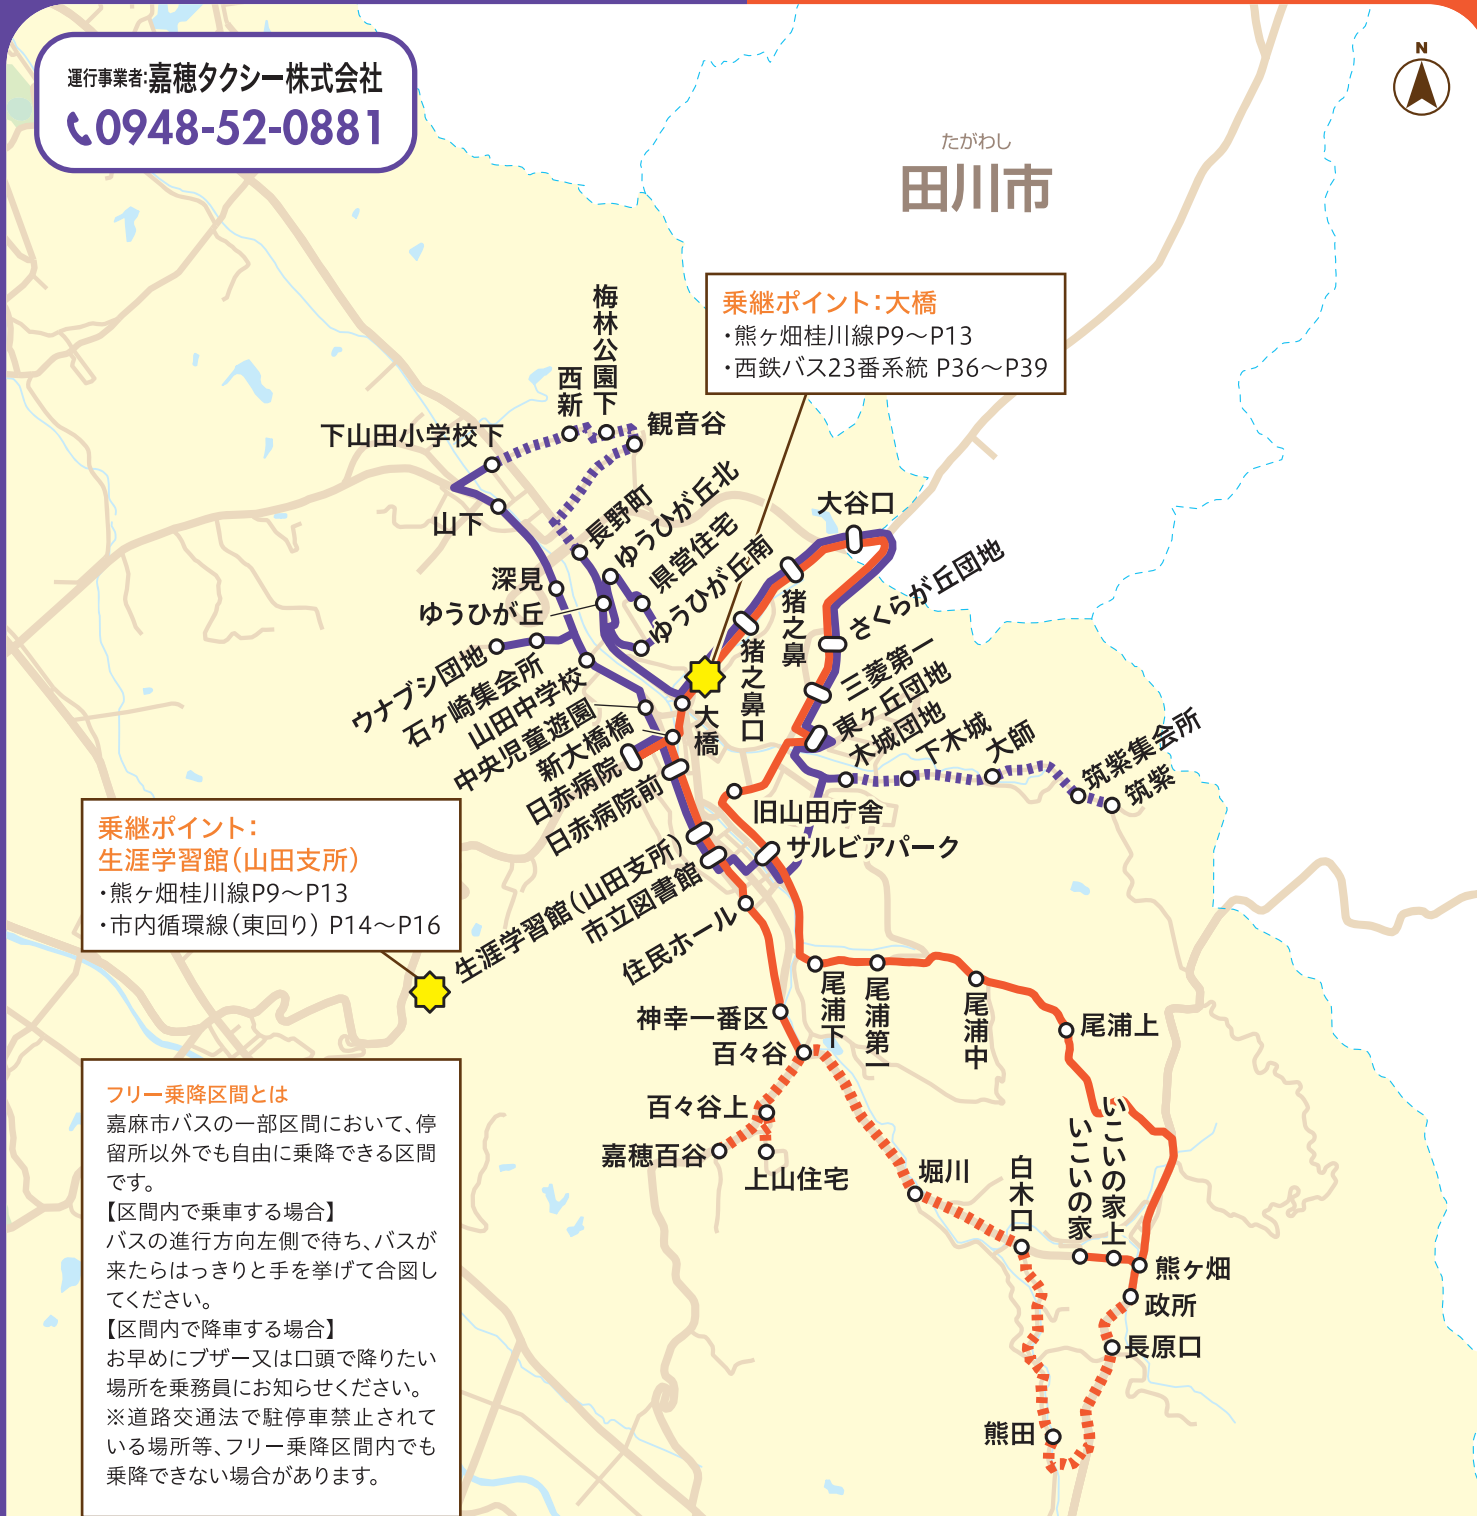 運行事業者:嘉穂タクシー株式会社
0948-52-0881
N
たがわし
田川市
乗継ポイント:大橋
・熊ヶ畑桂川線P9～P13
・西鉄バス23番系統 P36～P39
梅林公園下
西新
観音谷
下山田小学校下
山下
長野町
ゆうひが丘北
県営住宅
ゆうひが丘南
大谷口
猪之鼻
猪之鼻口
さくらが丘団地
深見
ゆうひが丘
ウナブシ団地
石ヶ崎集会所
山田中学校
中央児童遊園
新大橋橋
日赤病院
日赤病院前
大橋
三菱第一
東ヶ丘団地
木城団地
下木城
大師
筑紫集会所
筑紫
旧山田庁舎
サルビアパーク
乗継ポイント:
生涯学習館(山田支所)
・熊ヶ畑桂川線P9～P13
・市内循環線(東回り) P14～P16
生涯学習館(山田支所)
市立図書館
住民ホール
神幸一番区
百々谷
百々谷上
嘉穂百谷
上山住宅
尾浦下
尾浦第一
尾浦中
尾浦上
堀川
白木口
いこいの家
いこいの家上
熊ヶ畑
政所
長原口
熊田
フリー乗降区間とは
嘉麻市バスの一部区間において、停
留所以外でも自由に乗降できる区間
です。
【区間内で乗車する場合】
バスの進行方向左側で待ち、バスが
来たらはっきりと手を挙げて合図し
てください。
【区間内で降車する場合】
お早めにブザー又は口頭で降りたい
場所を乗務員にお知らせください。
※道路交通法で駐停車禁止されて
いる場所等、フリー乗降区間内でも
乗降できない場合があります。